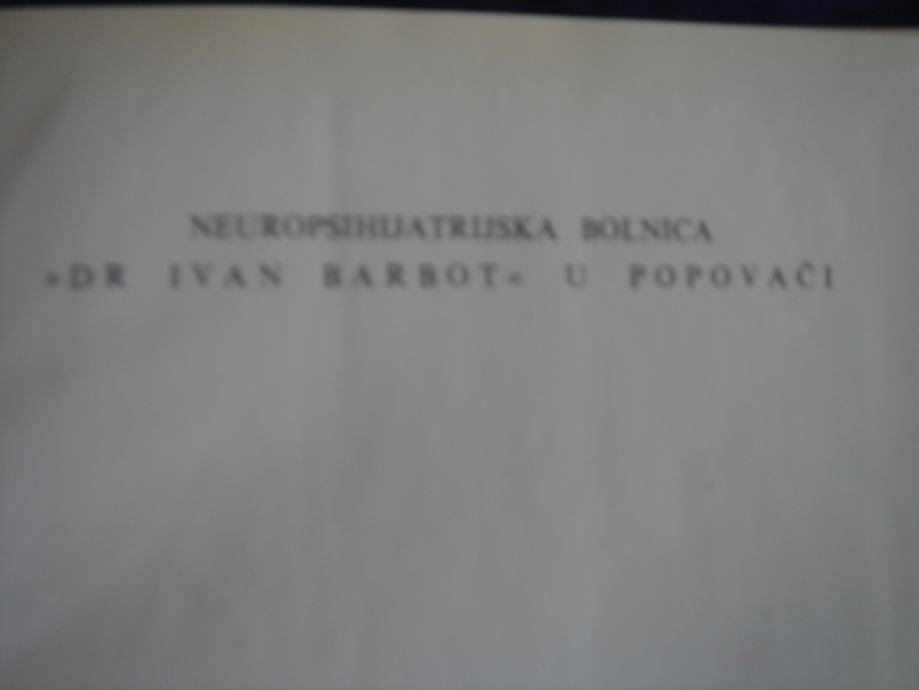 NEUROPSIHIJATRIJSKA BOLNICA
»DR IVAN BARBOT« U POPOVAČI